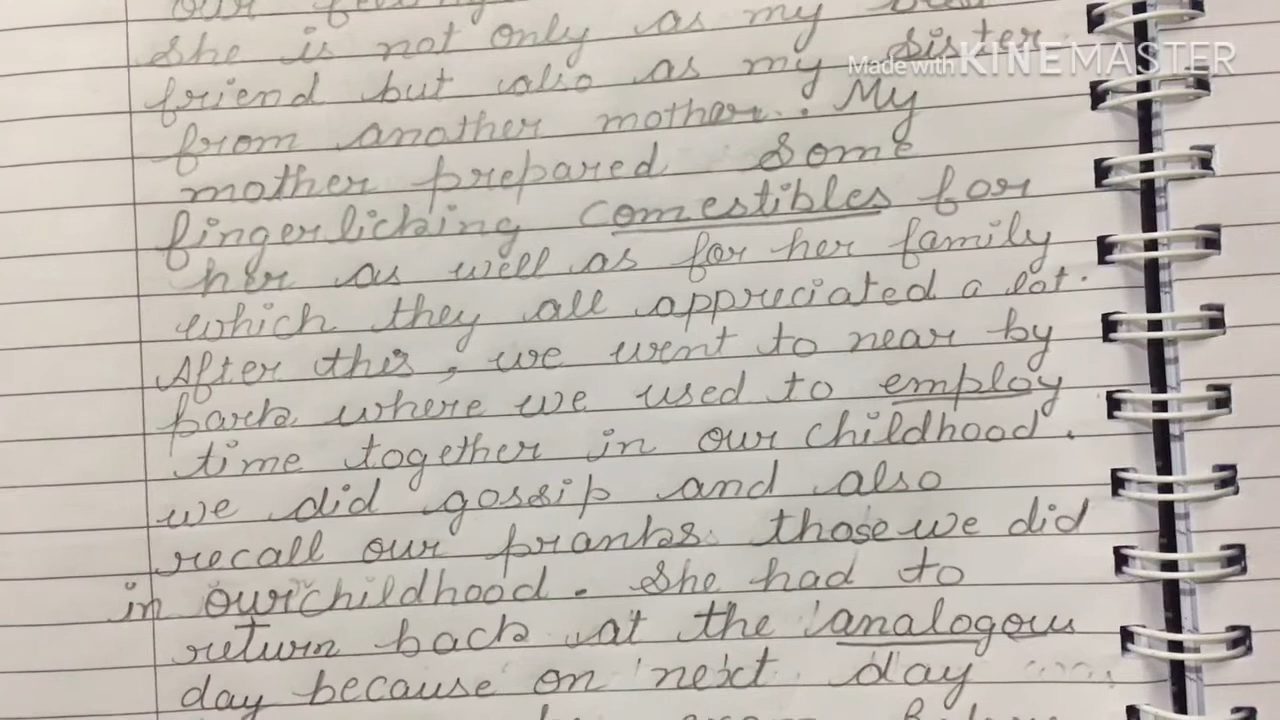 our
She is not only as my best
friend but also as my sister
from another mother. My
mother prepared some
fingerlicking comestibles for
her as well as for her family
which they all appreciated a lot.
After this, we went to near by
park where we used to employ
time together in our childhood.
we did gossip and also
recall our pranks those we did
in our childhood. She had to
return back at the analogous
day because on next day
Made with KINEMASTER